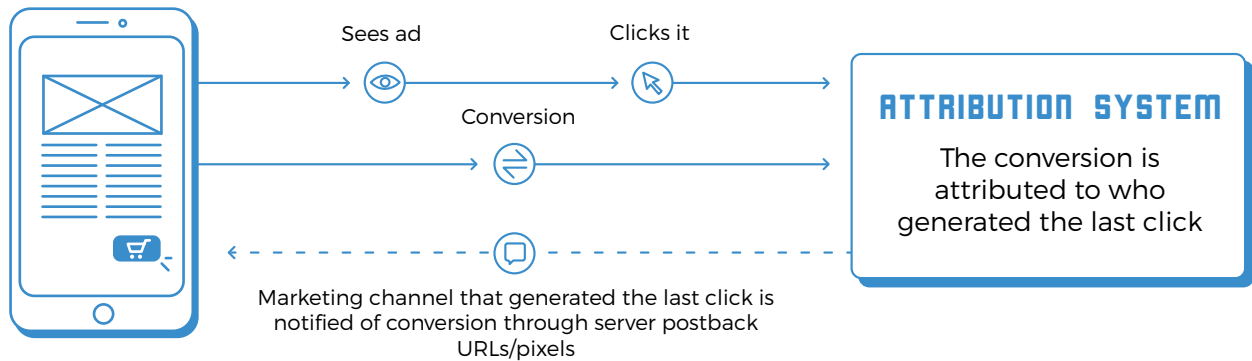 Sees ad
Clicks it
Conversion
ATTRIBUTION SYSTEM
The conversion is
attributed to who
generated the last click
Marketing channel that generated the last click is
notified of conversion through server postback
URLs/pixels